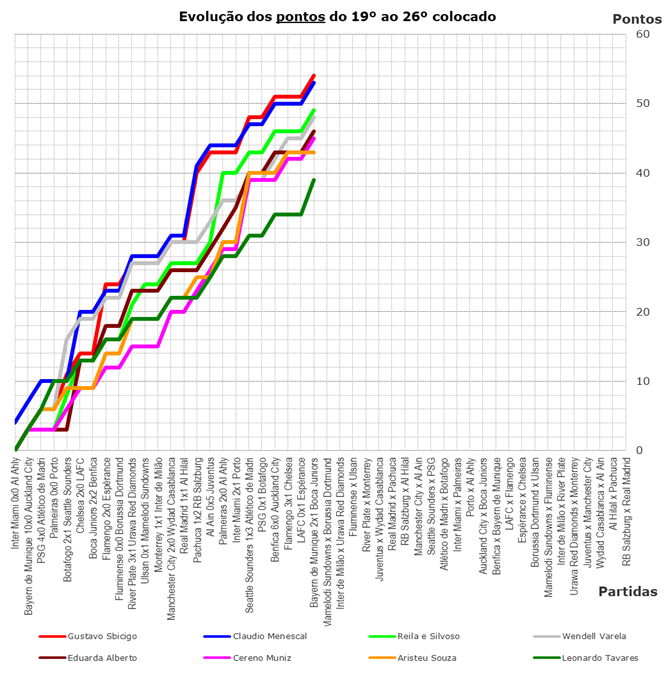 Evolução dos pontos do 19º ao 26º colocado
Pontos
60
50
40
30
20
10
0
Inter Miami 0x0 Al Ahly
Bayern de Munique 10x0 Auckland City
PSG 4x0 Atlético de Madri
Palmeiras 0x0 Porto
Botafogo 2x1 Seattle Sounders
Chelsea 2x0 LAFC
Boca Juniors 2x2 Benfica
Flamengo 2x0 Espérance
Fluminense 0x0 Borussia Dortmund
River Plate 3x1 Urawa Red Diamonds
Ulsan 0x1 Mamelodi Sundowns
Monterrey 1x1 Inter de Milão
Manchester City 2x0 Wydad Casablanca
Real Madrid 1x1 Al Hilal
Pachuca 1x2 RB Salzburg
Al Ain 0x5 Juventus
Palmeiras 2x0 Al Ahly
Inter Miami 2x1 Porto
Seattle Sounders 1x3 Atlético de Madri
PSG 0x1 Botafogo
Benfica 6x0 Auckland City
Flamengo 3x1 Chelsea
LAFC 0x1 Espérance
Bayern de Munique 2x1 Boca Juniors
Mamelodi Sundowns x Borussia Dortmund
Inter de Milão x Urawa Red Diamonds
Fluminense x Ulsan
River Plate x Monterrey
Juventus x Wydad Casablanca
Real Madrid x Pachuca
RB Salzburg x Al Hilal
Manchester City x Al Ain
Seattle Sounders x PSG
Atlético de Madri x Botafogo
Inter Miami x Palmeiras
Porto x Al Ahly
Auckland City x Boca Juniors
Benfica x Bayern de Munique
LAFC x Flamengo
Espérance x Chelsea
Borussia Dortmund x Ulsan
Mamelodi Sundowns x Fluminense
Inter de Milão x River Plate
Urawa Red Diamonds x Monterrey
Juventus x Manchester City
Wydad Casablanca x Al Ain
Al Hilal x Pachuca
RB Salzburg x Real Madrid
Partidas
Gustavo Sbicigo
Claudio Menescal
Reila e Silvoso
Wendell Varela
Eduarda Alberto
Cereno Muniz
Aristeu Souza
Leonardo Tavares